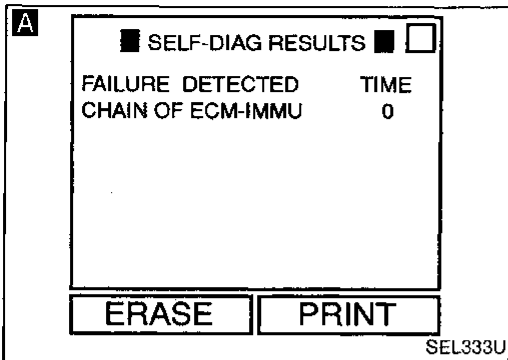 A
SELF-DIAG RESULTS
FAILURE DETECTED TIME
CHAIN OF ECM-IMMU 0
ERASE PRINT
SEL333U